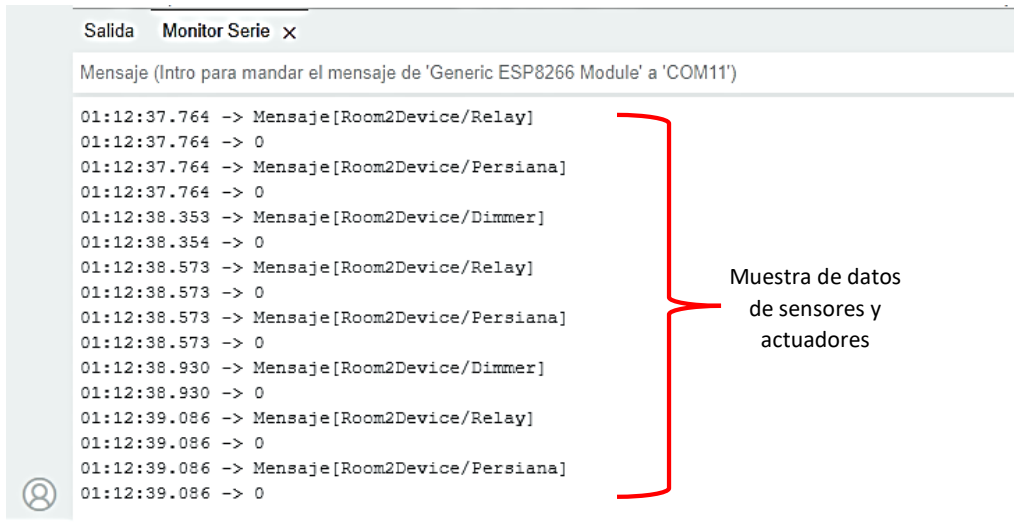 Salida Monitor Serie ×
Mensaje (Intro para mandar el mensaje de 'Generic ESP8266 Module' a 'COM11')
01:12:37.764 -> Mensaje[Room2Device/Relay]
01:12:37.764 -> 0
01:12:37.764 -> Mensaje[Room2Device/Persiana]
01:12:37.764 -> 0
01:12:38.353 -> Mensaje[Room2Device/Dimmer]
01:12:38.354 -> 0
01:12:38.573 -> Mensaje[Room2Device/Relay]
01:12:38.573 -> 0
01:12:38.573 -> Mensaje[Room2Device/Persiana]
01:12:38.573 -> 0
01:12:38.930 -> Mensaje[Room2Device/Dimmer]
01:12:38.930 -> 0
01:12:39.086 -> Mensaje[Room2Device/Relay]
01:12:39.086 -> 0
01:12:39.086 -> Mensaje[Room2Device/Persiana]
01:12:39.086 -> 0
Muestra de datos
de sensores y
actuadores